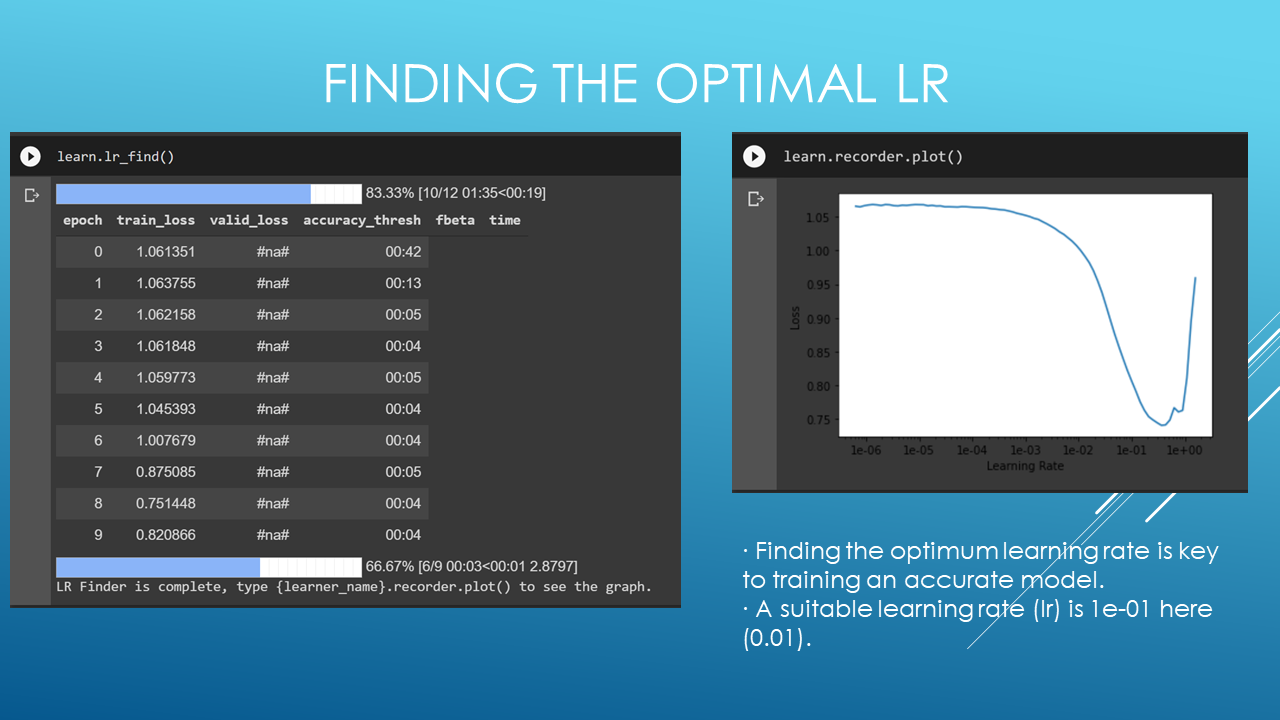 FINDING THE OPTIMAL LR
learn.lr_find()
83.33% [10/12 01:35<00:19]
epoch train_loss valid_loss accuracy_thresh fbeta time
0 1.061351 #na# 00:42
1 1.063755 #na# 00:13
2 1.062158 #na# 00:05
3 1.061848 #na# 00:04
4 1.059773 #na# 00:05
5 1.045393 #na# 00:04
6 1.007679 #na# 00:04
7 0.875085 #na# 00:05
8 0.751448 #na# 00:04
9 0.820866 #na# 00:04
66.67% [6/9 00:03<00:01 2.8797]
LR Finder is complete, type {learner_name}.recorder.plot() to see the graph.
learn.recorder.plot()
1.05
1.00
0.95
0.90
0.85
0.80
0.75
Loss
1e-06 1e-05 1e-04 1e-03 1e-02 1e-01 1e+00
Learning Rate
· Finding the optimum learning rate is key
to training an accurate model.
· A suitable learning rate (lr) is 1e-01 here
(0.01).